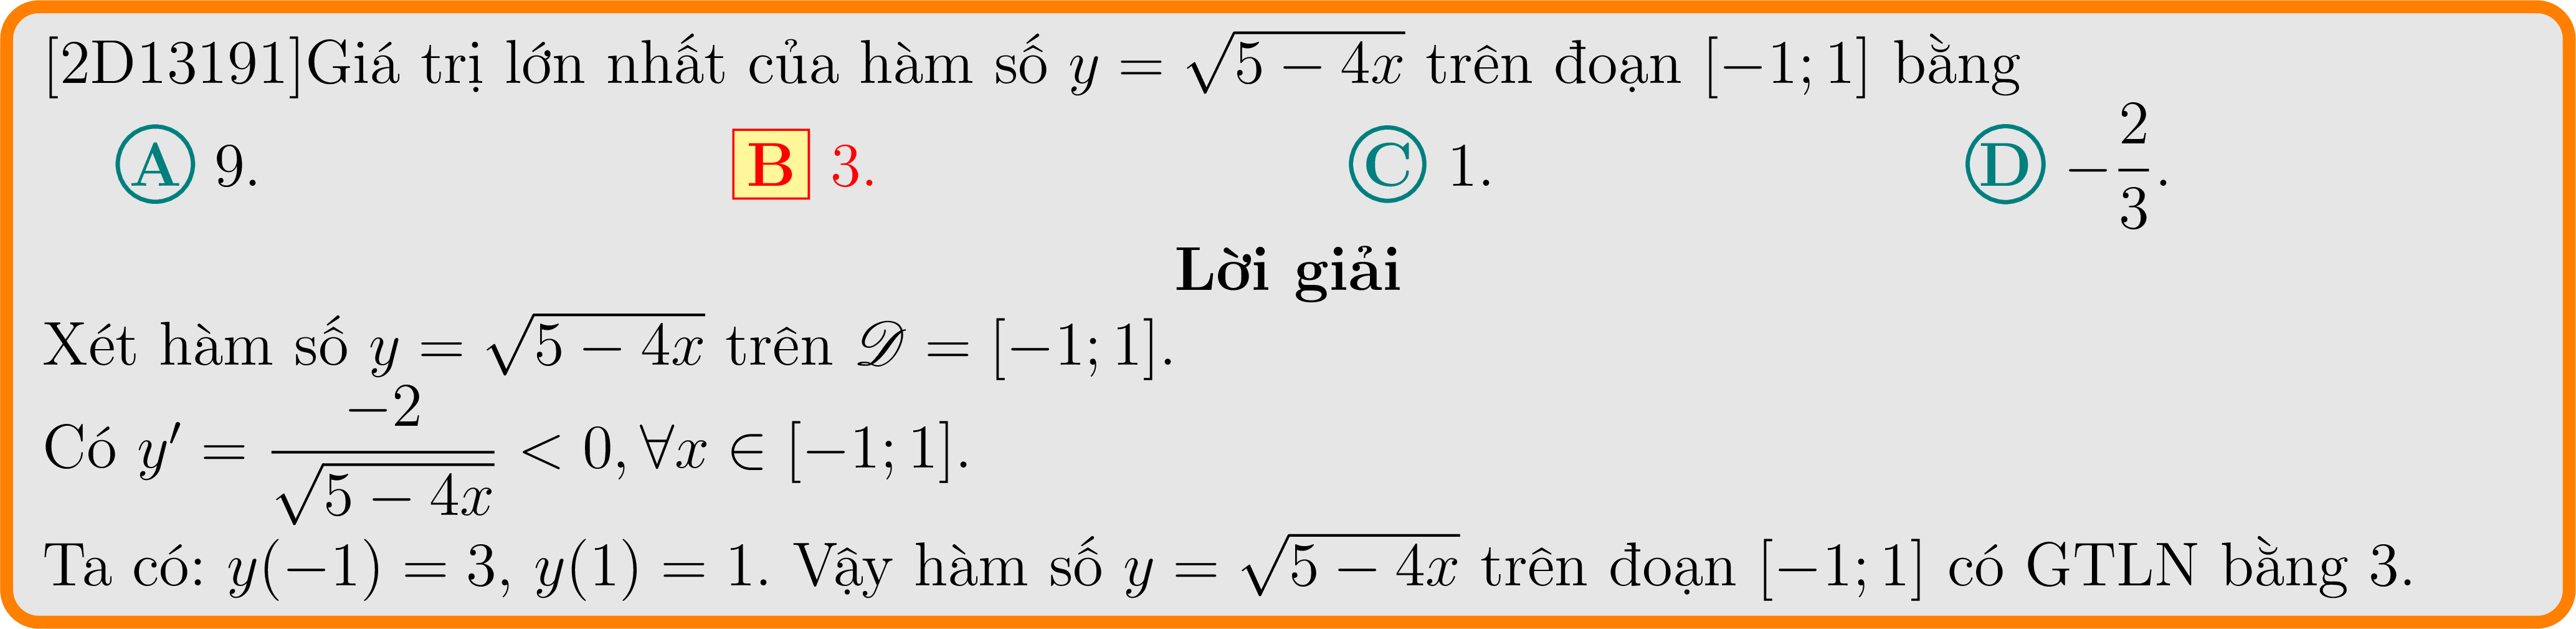 [2D13191]Giá trị lớn nhất của hàm số y = √(5 − 4x) trên đoạn [−1; 1] bằng
A 9. B 3. C 1. D −2/3.
Lời giải
Xét hàm số y = √(5 − 4x) trên 𝒟 = [−1; 1].
Có y′ = −2/√(5 − 4x) < 0, ∀x ∈ [−1; 1].
Ta có: y(−1) = 3, y(1) = 1. Vậy hàm số y = √(5 − 4x) trên đoạn [−1; 1] có GTLN bằng 3.